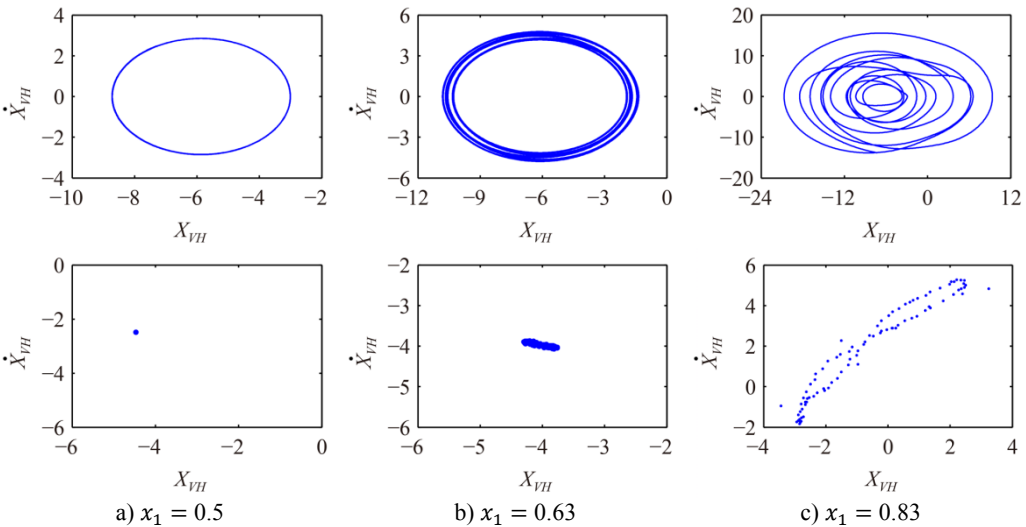 4 6 20
2 3 10
0 0 0
−2 −3 −10
−4 −6 −20
−10 −8 −6 −4 −2 −12 −9 −6 −3 0 −24 −12 0 12
Ẋ_VH Ẋ_VH Ẋ_VH
X_VH X_VH X_VH
0 −2 6
−2 −3 4
−4 −4 2
−5 0
−6 −6 −2
−6 −4 −2 0 −6 −4 −2 −4 −2 0 2 4
Ẋ_VH Ẋ_VH Ẋ_VH
X_VH X_VH X_VH
a) x₁ = 0.5 b) x₁ = 0.63 c) x₁ = 0.83